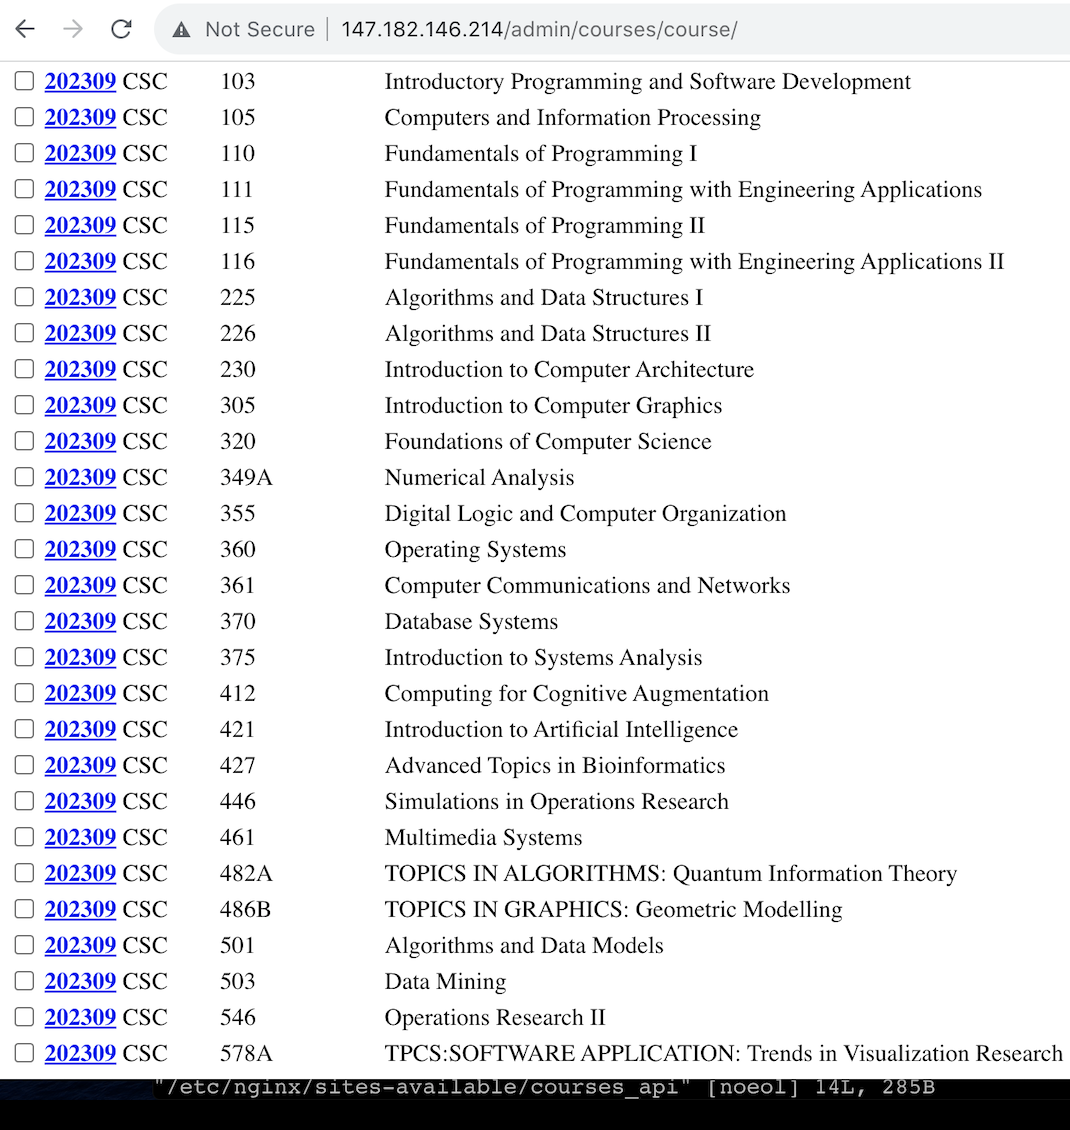 Not Secure | 147.182.146.214/admin/courses/course/
202309 CSC 103 Introductory Programming and Software Development
202309 CSC 105 Computers and Information Processing
202309 CSC 110 Fundamentals of Programming I
202309 CSC 111 Fundamentals of Programming with Engineering Applications
202309 CSC 115 Fundamentals of Programming II
202309 CSC 116 Fundamentals of Programming with Engineering Applications II
202309 CSC 225 Algorithms and Data Structures I
202309 CSC 226 Algorithms and Data Structures II
202309 CSC 230 Introduction to Computer Architecture
202309 CSC 305 Introduction to Computer Graphics
202309 CSC 320 Foundations of Computer Science
202309 CSC 349A Numerical Analysis
202309 CSC 355 Digital Logic and Computer Organization
202309 CSC 360 Operating Systems
202309 CSC 361 Computer Communications and Networks
202309 CSC 370 Database Systems
202309 CSC 375 Introduction to Systems Analysis
202309 CSC 412 Computing for Cognitive Augmentation
202309 CSC 421 Introduction to Artificial Intelligence
202309 CSC 427 Advanced Topics in Bioinformatics
202309 CSC 446 Simulations in Operations Research
202309 CSC 461 Multimedia Systems
202309 CSC 482A TOPICS IN ALGORITHMS: Quantum Information Theory
202309 CSC 486B TOPICS IN GRAPHICS: Geometric Modelling
202309 CSC 501 Algorithms and Data Models
202309 CSC 503 Data Mining
202309 CSC 546 Operations Research II
202309 CSC 578A TPCS:SOFTWARE APPLICATION: Trends in Visualization Research
"/etc/nginx/sites-available/courses_api" [noeol] 14L, 285B